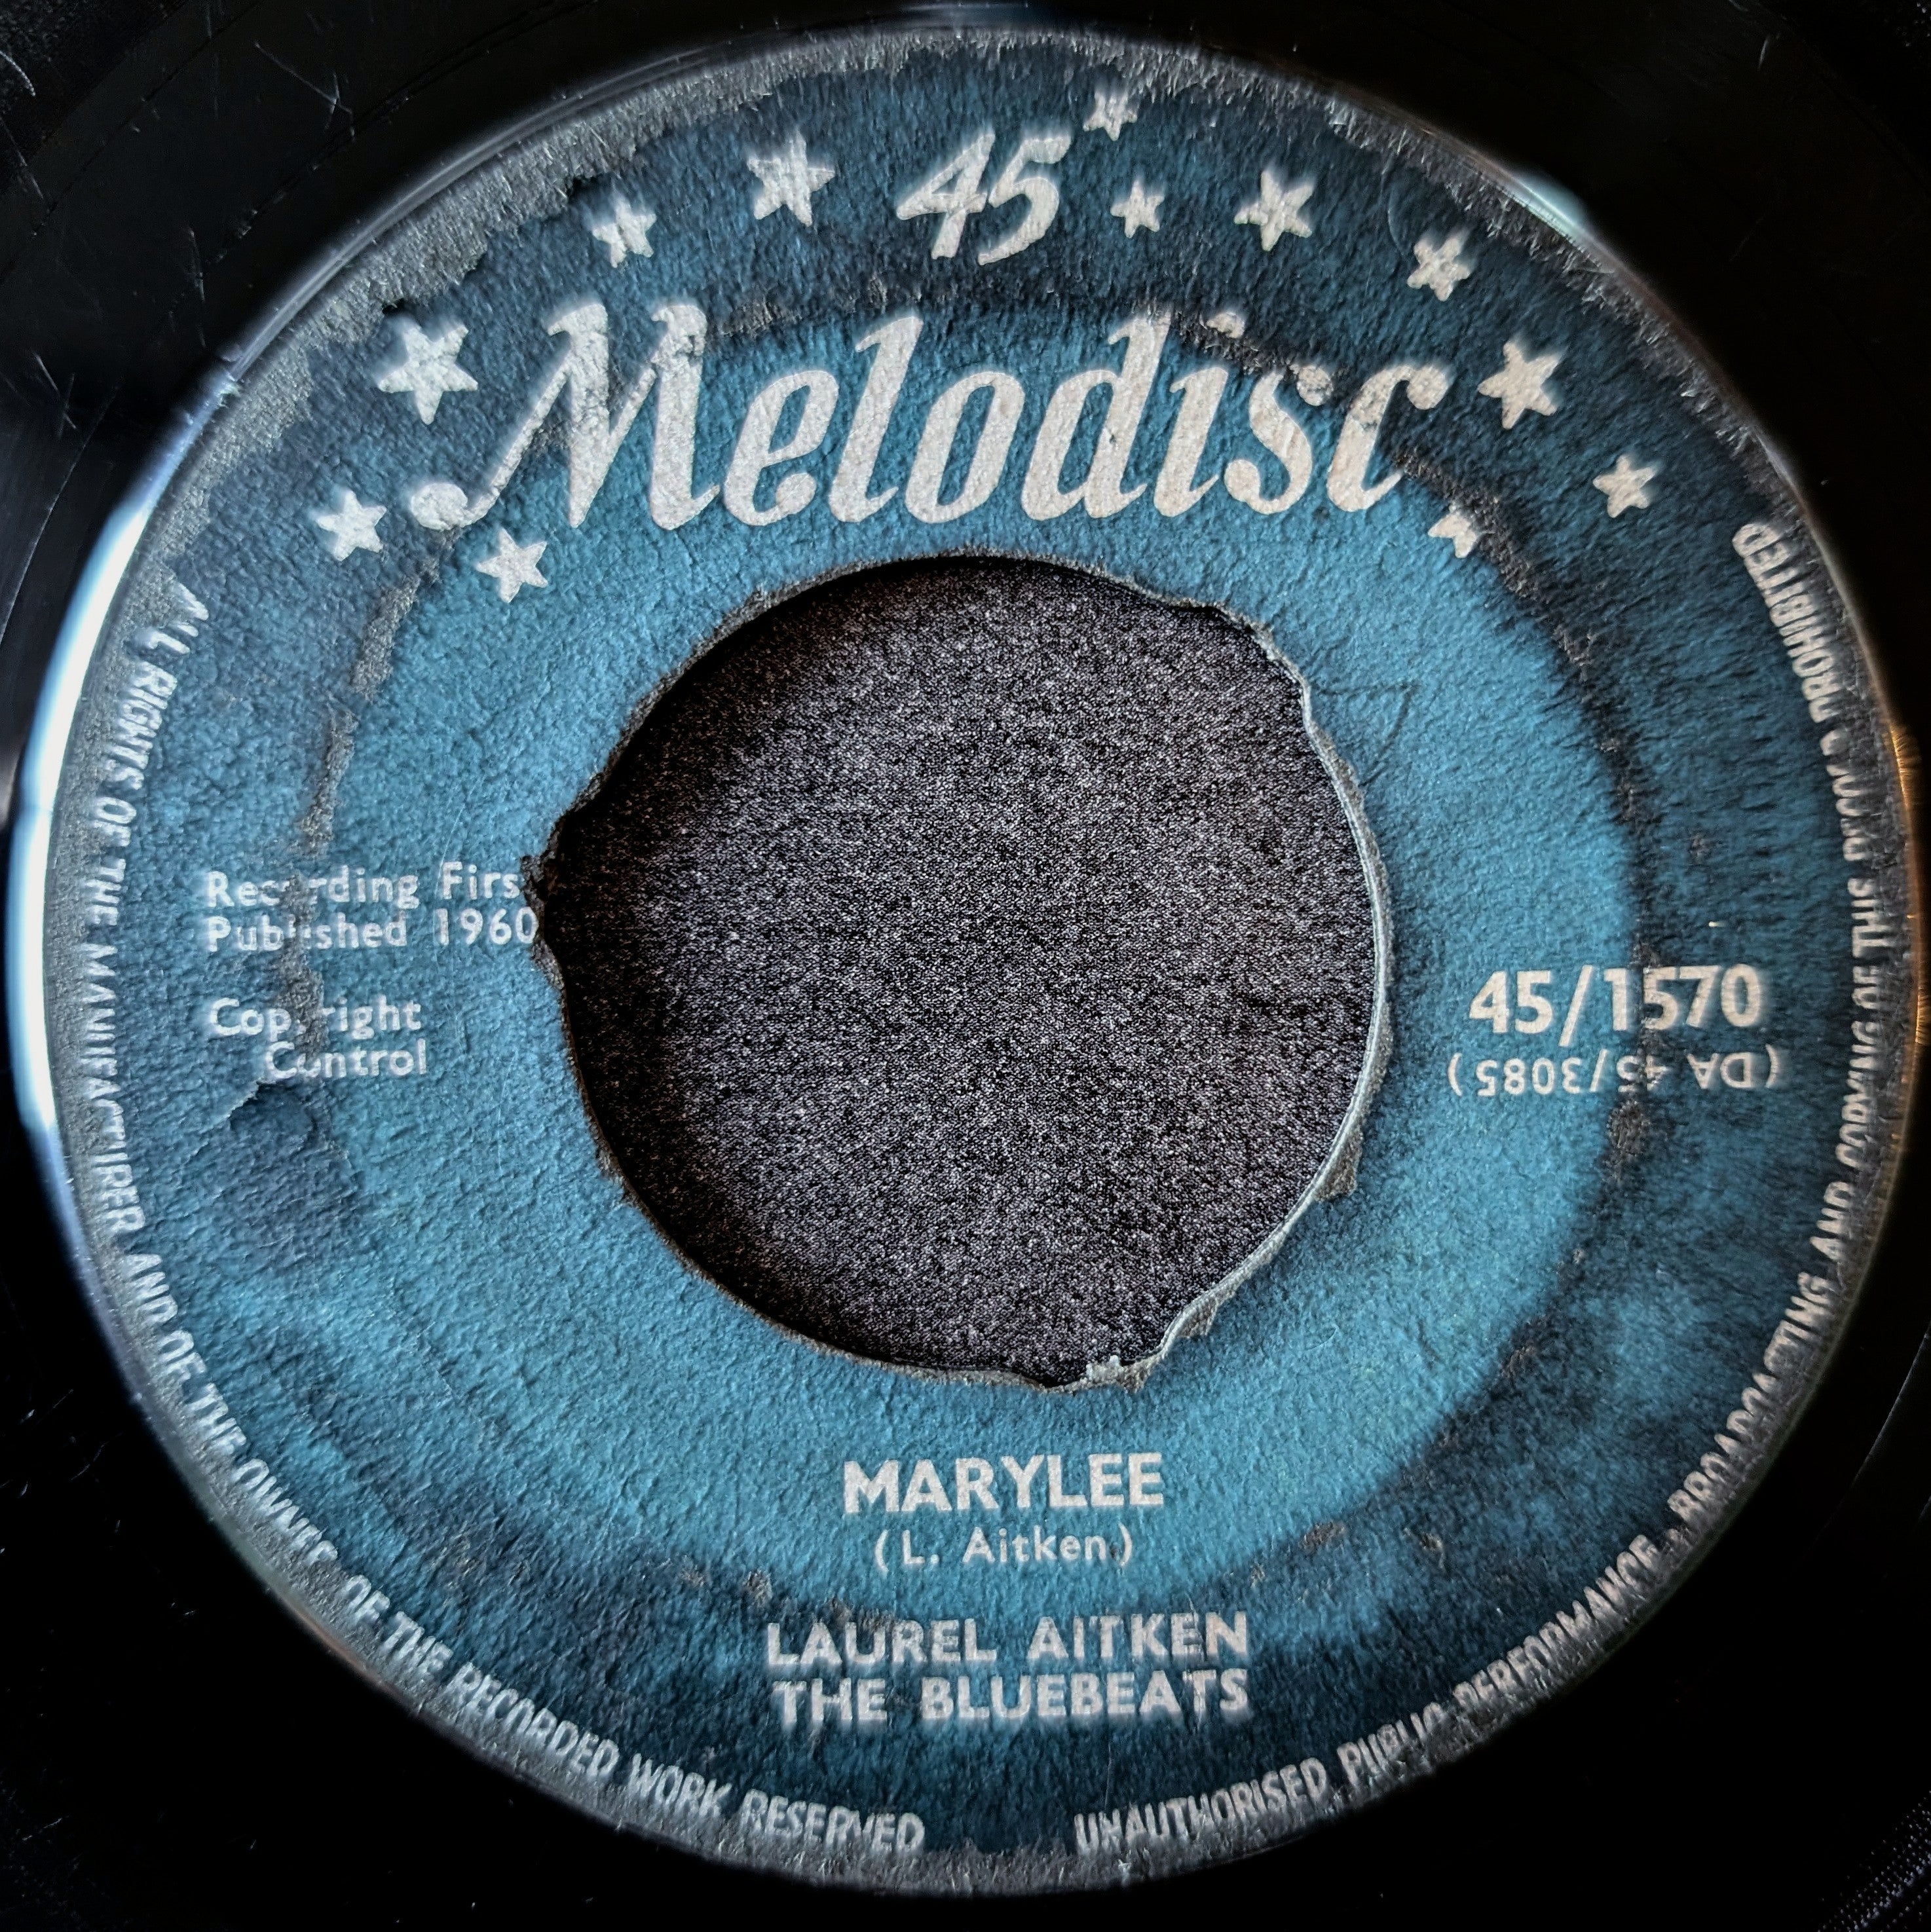 45
Melodisc
Recording First
Published 1960
Copyright
Control
45/1570
(DA 45/3085)
MARYLEE
(L. Aitken)
LAUREL AITKEN
THE BLUEBEATS
ALL RIGHTS OF THE MANUFACTURER AND OF THE OWNER OF THE RECORDED WORK RESERVED
UNAUTHORISED PUBLIC PERFORMANCE, BROADCASTING AND COPYING OF THIS DISC PROHIBITED